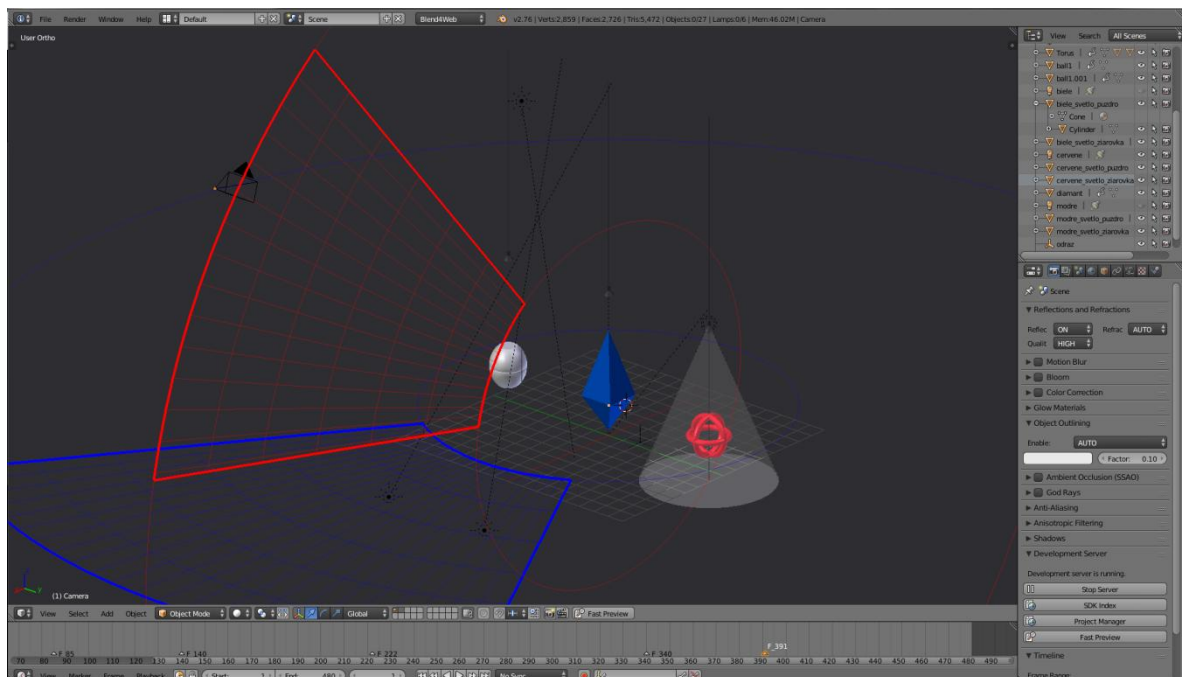 File Render Window Help Default Scene Blend4Web v2.76 | Verts:2,859 | Faces:2,726 | Tris:5,472 | Objects:0/27 | Lamps:0/6 | Mem:46.02M | Camera
User Ortho
(1) Camera
View Select Add Object Object Mode Global Fast Preview
F_85 F_140 F_222 F_340 F_391
70 80 90 100 110 120 130 140 150 160 170 180 190 200 210 220 230 240 250 260 270 280 290 300 310 320 330 340 350 360 370 380 390 400 410 420 430 440 450 460 470 480 490
View Marker Frame Playback Start: 1 End: 480 1 No Sync
View Search All Scenes
Torus
ball1
ball1.001
biele
biele_svetlo_puzdro
Cone
Cylinder
biele_svetlo_ziarovka
cervene
cervene_svetlo_puzdro
cervene_svetlo_ziarovka
diamant
modre
modre_svetlo_puzdro
modre_svetlo_ziarovka
odraz
Scene
Reflections and Refractions
Reflec ON Refrac AUTO
Qualit HIGH
Motion Blur
Bloom
Color Correction
Glow Materials
Object Outlining
Enable: AUTO
Factor: 0.10
Ambient Occlusion (SSAO)
God Rays
Anti-Aliasing
Anisotropic Filtering
Shadows
Development Server
Development server is running.
Stop Server
SDK Index
Project Manager
Fast Preview
Timeline
Frame Range: